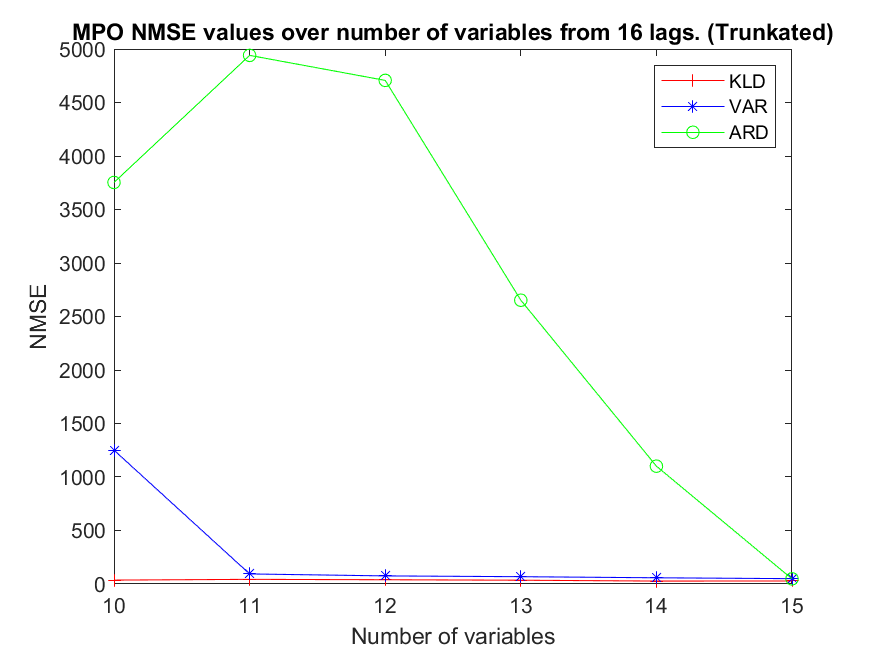 MPO NMSE values over number of variables from 16 lags. (Trunkated)
KLD
VAR
ARD
5000
4500
4000
3500
3000
2500
2000
1500
1000
500
0
NMSE
10 11 12 13 14 15
Number of variables